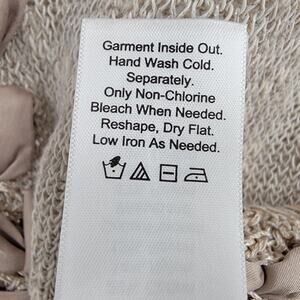 Garment Inside Out.
Hand Wash Cold.
Separately.
Only Non-Chlorine
Bleach When Needed.
Reshape, Dry Flat.
Low Iron As Needed.